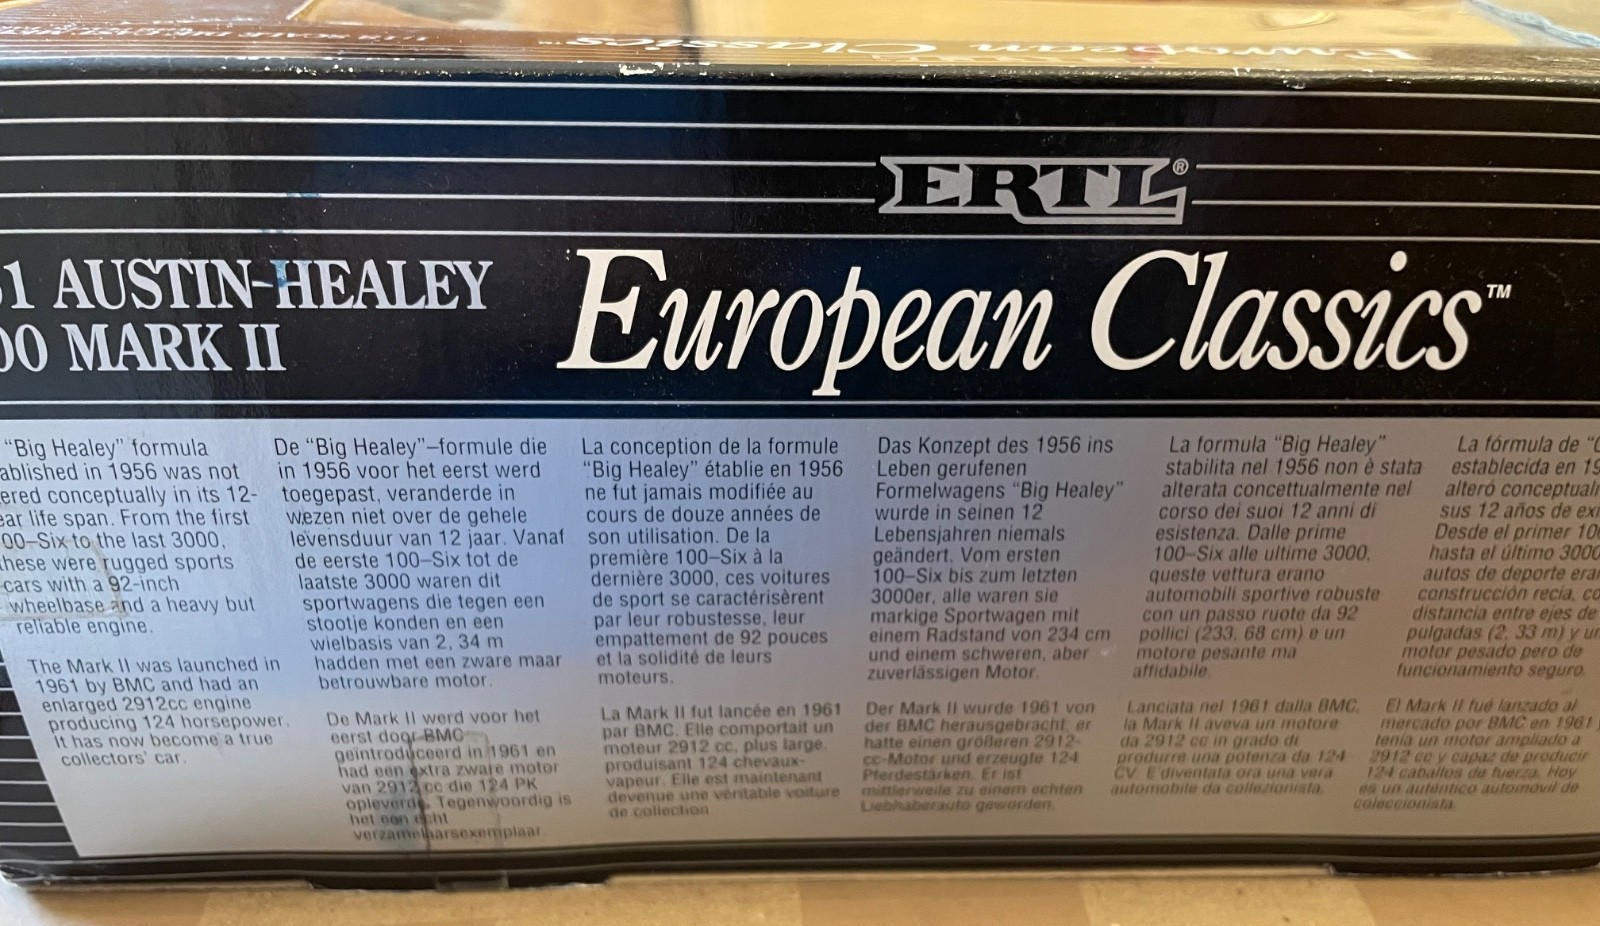 European Classics
ERTL®
1 AUSTIN-HEALEY
00 MARK II
European Classics™
“Big Healey” formula
ablished in 1956 was not
ered conceptually in its 12-
ear life span. From the first
00–Six to the last 3000,
these were rugged sports
cars with a 92-inch
wheelbase and a heavy but
reliable engine.
The Mark II was launched in
1961 by BMC and had an
enlarged 2912cc engine
producing 124 horsepower.
It has now become a true
collectors’ car.
De “Big Healey”–formule die
in 1956 voor het eerst werd
toegepast, veranderde in
wezen niet over de gehele
levensduur van 12 jaar. Vanaf
de eerste 100–Six tot de
laatste 3000 waren dit
sportwagens die tegen een
stootje konden en een
wielbasis van 2, 34 m
hadden met een zware maar
betrouwbare motor.
De Mark II werd voor het
eerst door BMC
geïntroduceerd in 1961 en
had een extra zware motor
van 2912 cc die 124 PK
opleverde. Tegenwoordig is
het een echt
verzamelaarsexemplaar.
La conception de la formule
“Big Healey” établie en 1956
ne fut jamais modifiée au
cours de douze années de
son utilisation. De la
première 100–Six à la
dernière 3000, ces voitures
de sport se caractérisèrent
par leur robustesse, leur
empattement de 92 pouces
et la solidité de leurs
moteurs.
La Mark II fut lancée en 1961
par BMC. Elle comportait un
moteur 2912 cc, plus large,
produisant 124 chevaux-
vapeur. Elle est maintenant
devenue une véritable voiture
de collection.
Das Konzept des 1956 ins
Leben gerufenen
Formelwagens “Big Healey”
wurde in seinen 12
Lebensjahren niemals
geändert. Vom ersten
100–Six bis zum letzten
3000er, alle waren sie
markige Sportwagen mit
einem Radstand von 234 cm
und einem schweren, aber
zuverlässigen Motor.
Der Mark II wurde 1961 von
der BMC herausgebracht; er
hatte einen größeren 2912-
cc-Motor und erzeugte 124
Pferdestärken. Er ist
mittlerweile zu einem echten
Liebhaberauto geworden.
La formula “Big Healey”
stabilita nel 1956 non è stata
alterata concettualmente nel
corso dei suoi 12 anni di
esistenza. Dalle prime
100–Six alle ultime 3000,
queste vettura erano
automobili sportive robuste
con un passo ruote da 92
pollici (233, 68 cm) e un
motore pesante ma
affidabile.
Lanciata nel 1961 dalla BMC,
la Mark II aveva un motore
da 2912 cc in grado di
produrre una potenza da 124
CV. E’ diventata ora una vera
automobile da collezionista.
La fórmula de “
establecida en 19
alteró conceptualm
sus 12 años de exi
Desde el primer 10
hasta el último 3000
autos de deporte era
construcción recia, co
distancia entre ejes de
pulgadas (2, 33 m) y un
motor pesado pero de
funcionamiento seguro.
El Mark II fué lanzado al
mercado por BMC en 1961 y
tenía un motor ampliado a
2912 cc y capaz de producir
124 caballos de fuerza. Hoy
es un auténtico automóvil de
coleccionista.